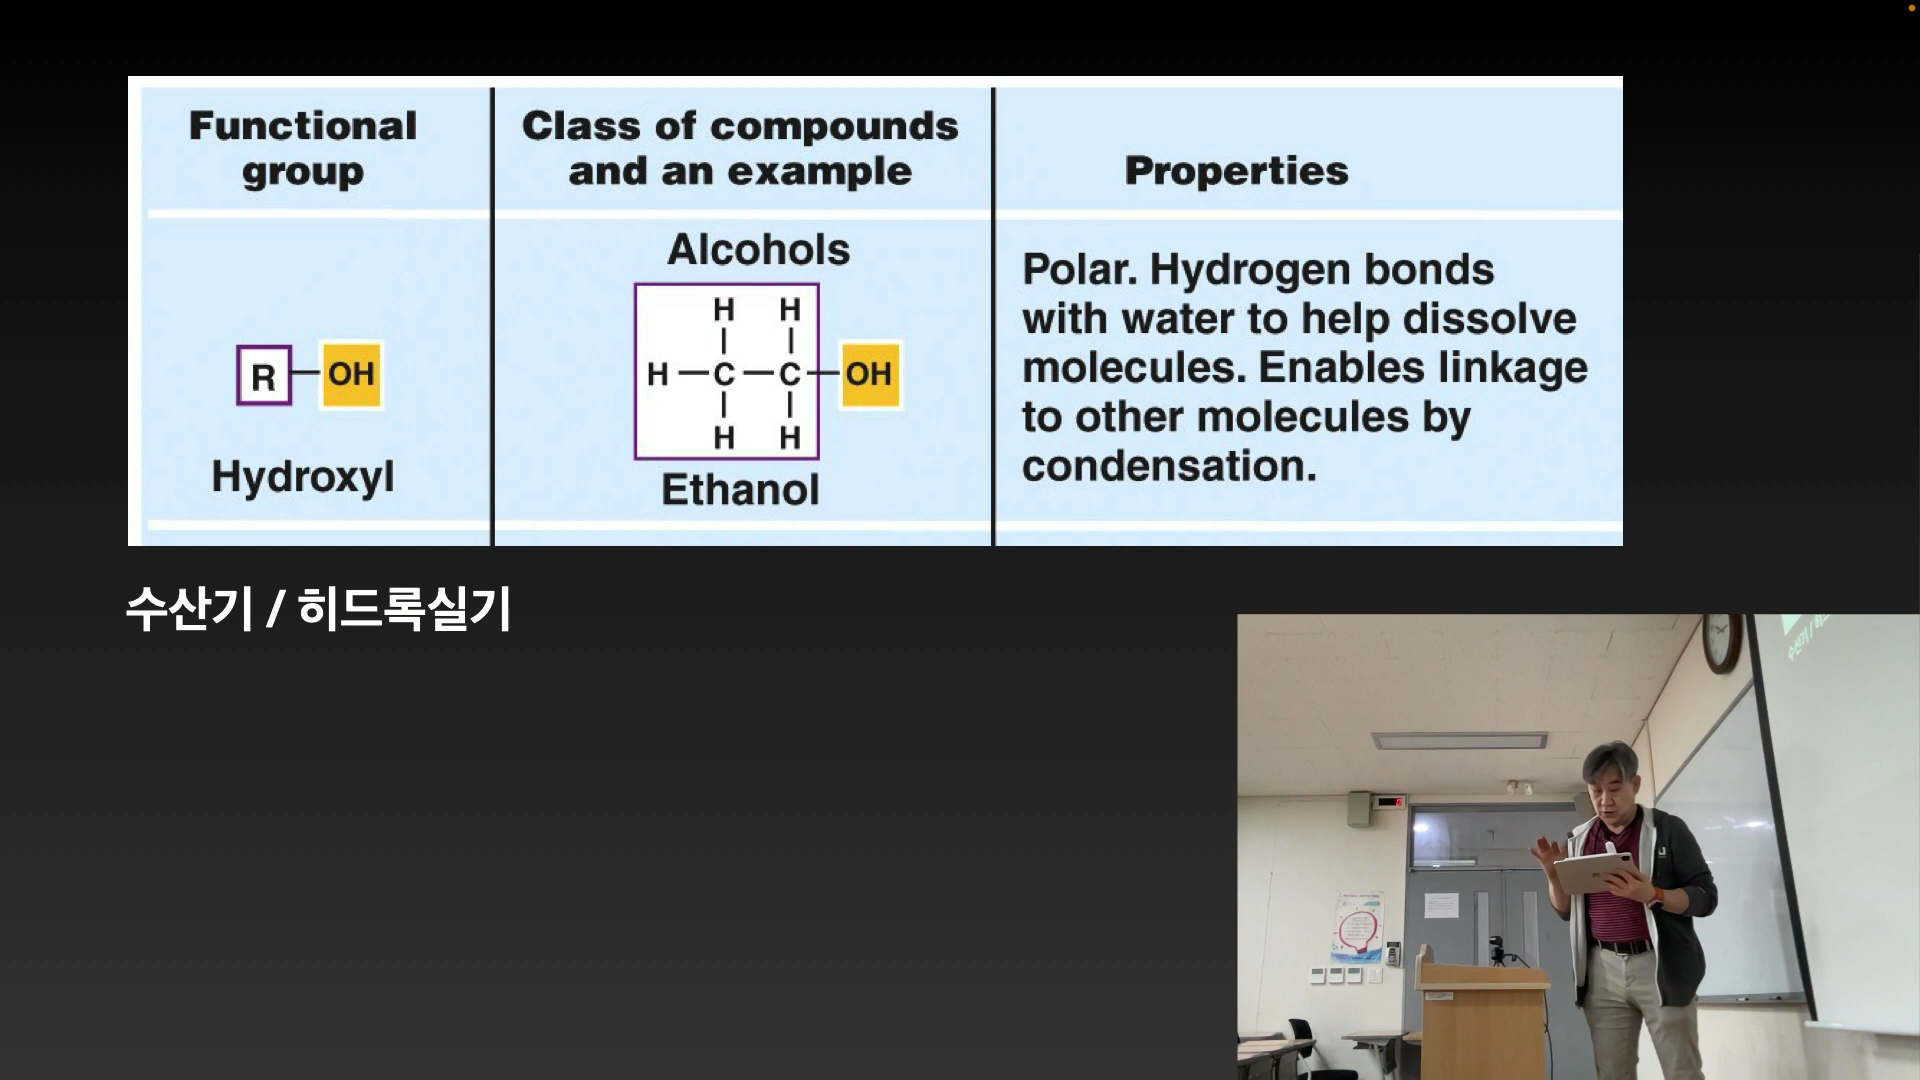 Functional
group
Class of compounds
and an example
Properties
R—OH
Hydroxyl
Alcohols
H H
H—C—C—OH
H H
Ethanol
Polar. Hydrogen bonds
with water to help dissolve
molecules. Enables linkage
to other molecules by
condensation.
수산기 / 히드록실기